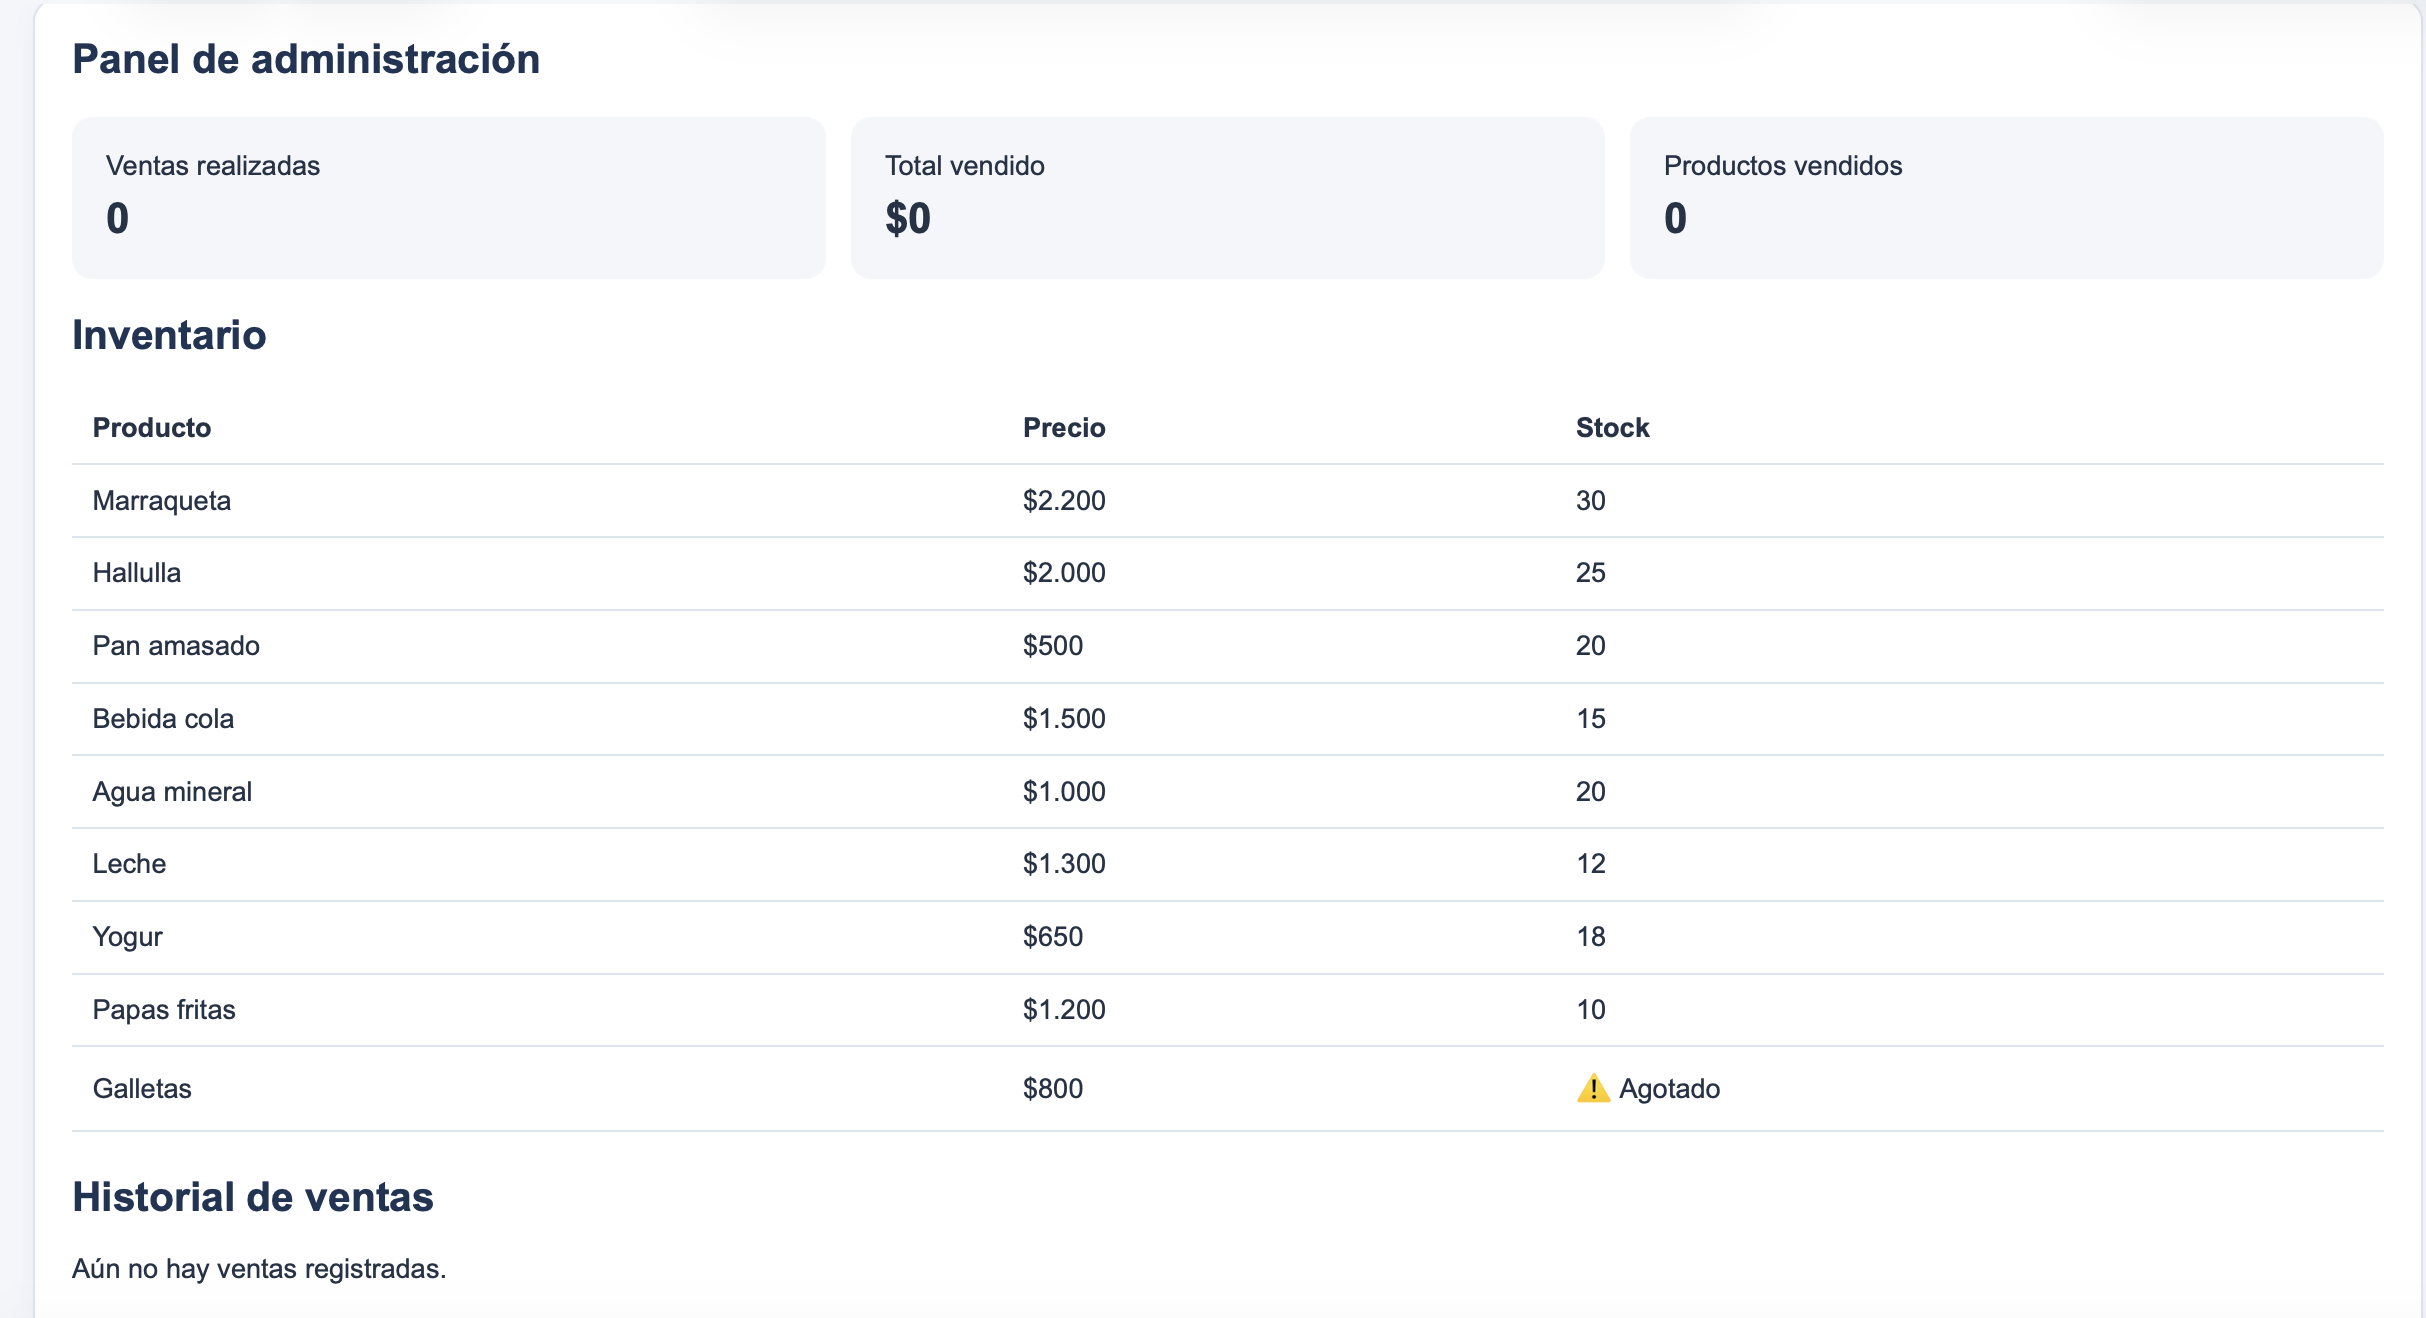 Panel de administración
Ventas realizadas
0
Total vendido
$0
Productos vendidos
0
Inventario
Producto Precio Stock
Marraqueta $2.200 30
Hallulla $2.000 25
Pan amasado $500 20
Bebida cola $1.500 15
Agua mineral $1.000 20
Leche $1.300 12
Yogur $650 18
Papas fritas $1.200 10
Galletas $800 ⚠️ Agotado
Historial de ventas
Aún no hay ventas registradas.